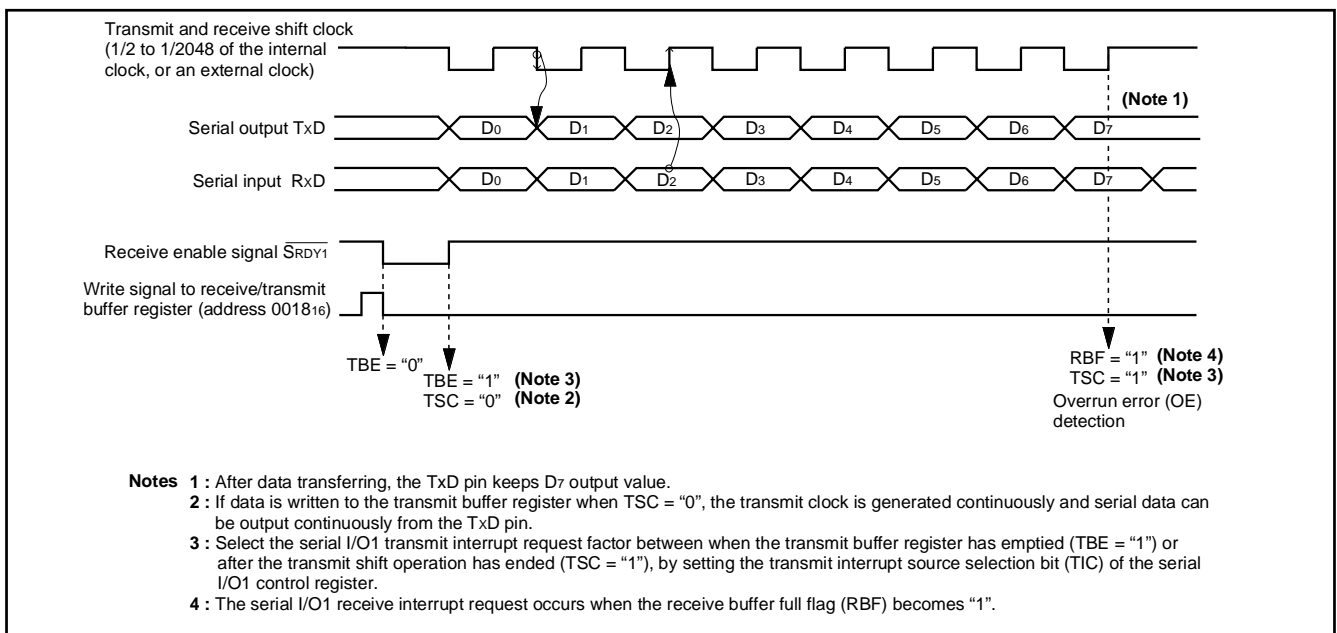 Transmit and receive shift clock
(1/2 to 1/2048 of the internal
clock, or an external clock)
(Note 1)
Serial output TxD
D0 D1 D2 D3 D4 D5 D6 D7
Serial input RxD
D0 D1 D2 D3 D4 D5 D6 D7
Receive enable signal SRDY1
Write signal to receive/transmit
buffer register (address 001816)
TBE = “0”
TBE = “1” (Note 3)
TSC = “0” (Note 2)
RBF = “1” (Note 4)
TSC = “1” (Note 3)
Overrun error (OE)
detection
Notes 1 : After data transferring, the TxD pin keeps D7 output value.
2 : If data is written to the transmit buffer register when TSC = “0”, the transmit clock is generated continuously and serial data can
be output continuously from the TxD pin.
3 : Select the serial I/O1 transmit interrupt request factor between when the transmit buffer register has emptied (TBE = “1”) or
after the transmit shift operation has ended (TSC = “1”), by setting the transmit interrupt source selection bit (TIC) of the serial
I/O1 control register.
4 : The serial I/O1 receive interrupt request occurs when the receive buffer full flag (RBF) becomes “1”.